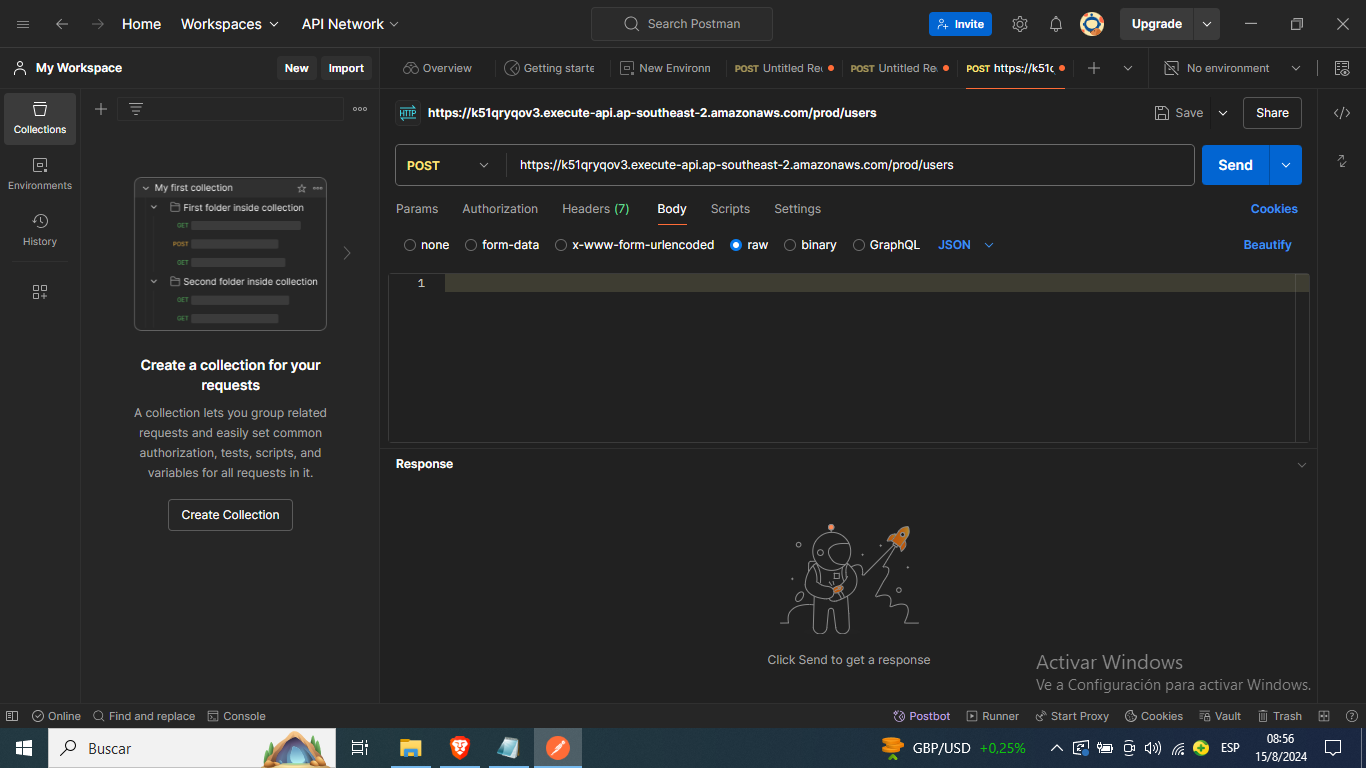 Home Workspaces API Network Search Postman Invite Upgrade
My Workspace New Import
Overview Getting starte New Environn POST Untitled Re POST Untitled Re POST https://k51c No environment
Collections
Environments
History
My first collection
First folder inside collection
GET
POST
GET
Second folder inside collection
GET
GET
Create a collection for your
requests
A collection lets you group related
requests and easily set common
authorization, tests, scripts, and
variables for all requests in it.
Create Collection
HTTP https://k51qryqov3.execute-api.ap-southeast-2.amazonaws.com/prod/users Save Share
POST https://k51qryqov3.execute-api.ap-southeast-2.amazonaws.com/prod/users Send
Params Authorization Headers (7) Body Scripts Settings Cookies
none form-data x-www-form-urlencoded raw binary GraphQL JSON Beautify
1
Response
Click Send to get a response
Activar Windows
Ve a Configuración para activar Windows.
Online Find and replace Console Postbot Runner Start Proxy Cookies Vault Trash
Buscar GBP/USD +0,25% ESP 08:56
15/8/2024